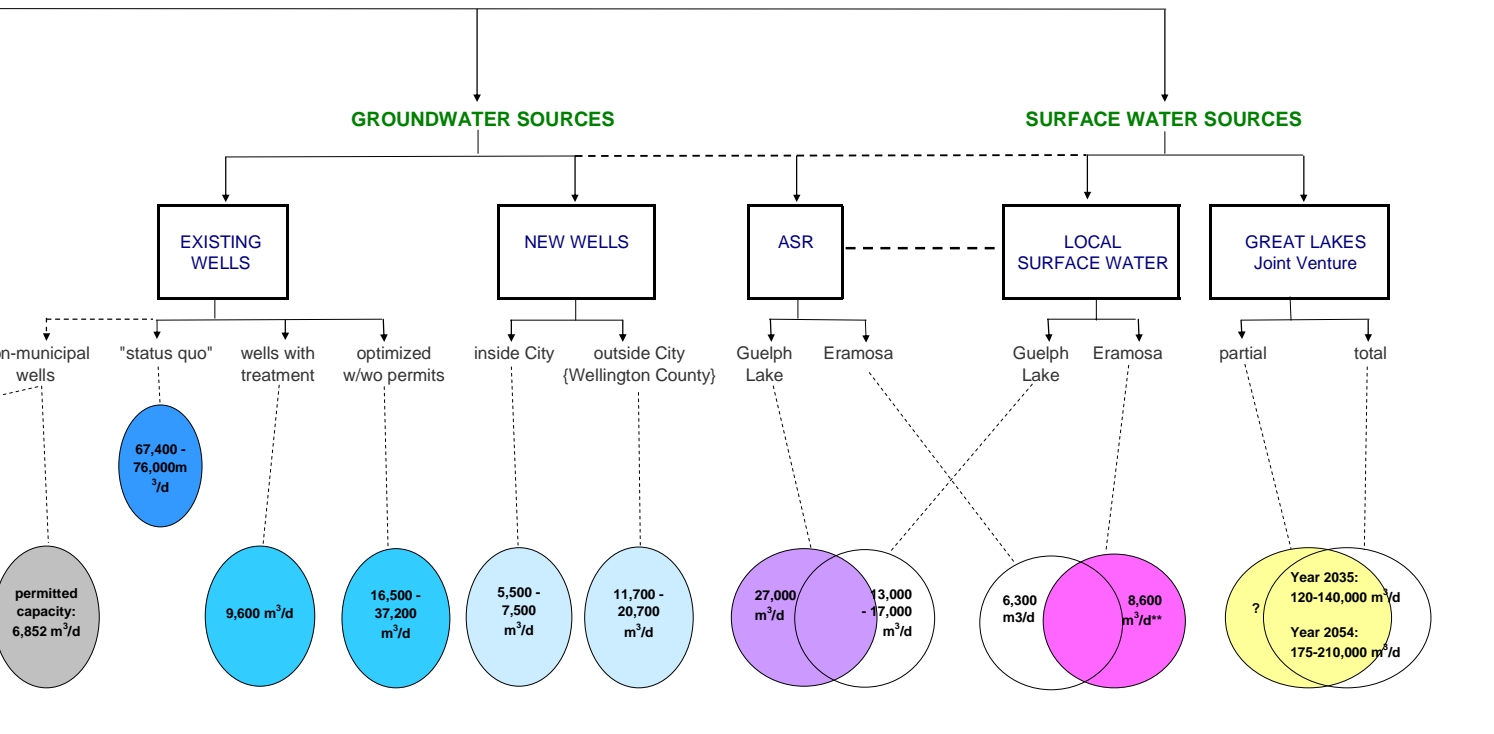 GROUNDWATER SOURCES
SURFACE WATER SOURCES
EXISTING
WELLS
NEW WELLS
ASR
LOCAL
SURFACE WATER
GREAT LAKES
Joint Venture
n-municipal
wells
"status quo"
wells with
treatment
optimized
w/wo permits
inside City
outside City
{Wellington County}
Guelph
Lake
Eramosa
Guelph
Lake
Eramosa
partial
total
67,400 -
76,000m
³/d
permitted
capacity:
6,852 m³/d
9,600 m³/d
16,500 -
37,200
m³/d
5,500 -
7,500
m³/d
11,700 -
20,700
m³/d
27,000
m³/d
13,000
- 17,000
m³/d
6,300
m3/d
8,600
m³/d**
?
Year 2035:
120-140,000 m³/d
Year 2054:
175-210,000 m³/d